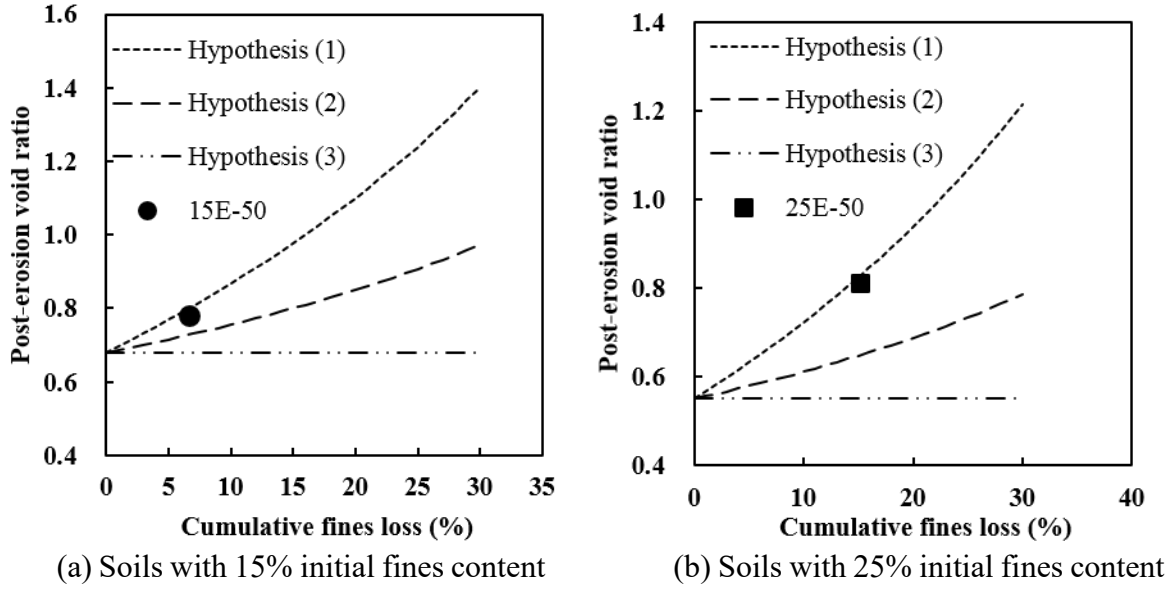 Post-erosion void ratio
1.6
1.4
1.2
1.0
0.8
0.6
0.4
Hypothesis (1)
Hypothesis (2)
Hypothesis (3)
15E-50
0 5 10 15 20 25 30 35
Cumulative fines loss (%)
(a) Soils with 15% initial fines content
Post-erosion void ratio
1.4
1.2
1.0
0.8
0.6
0.4
Hypothesis (1)
Hypothesis (2)
Hypothesis (3)
25E-50
0 10 20 30 40
Cumulative fines loss (%)
(b) Soils with 25% initial fines content